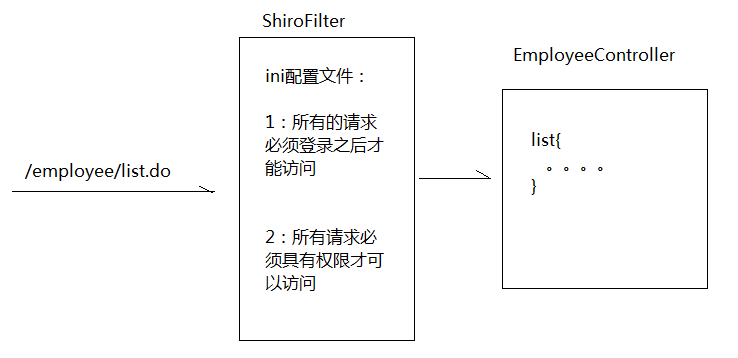 ShiroFilter
EmployeeController
ini配置文件：
1：所有的请求
必须登录之后才
能访问
/employee/list.do
2：所有请求必
须具有权限才可
以访问
list{
。。。。
}